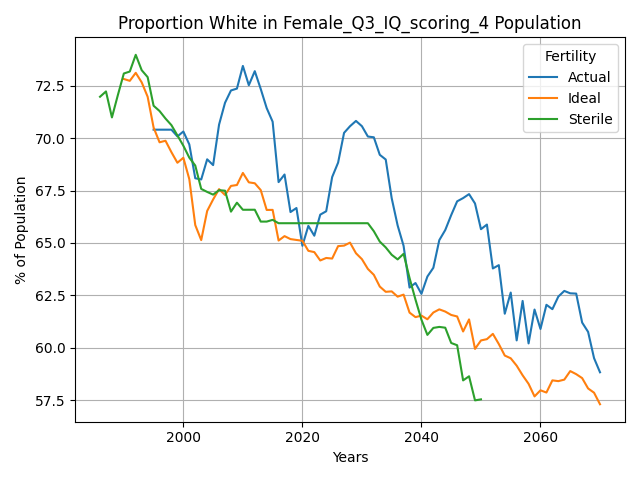 Proportion White in Female_Q3_IQ_scoring_4 Population
Fertility
Actual
Ideal
Sterile
% of Population
72.5
70.0
67.5
65.0
62.5
60.0
57.5
2000
2020
2040
2060
Years